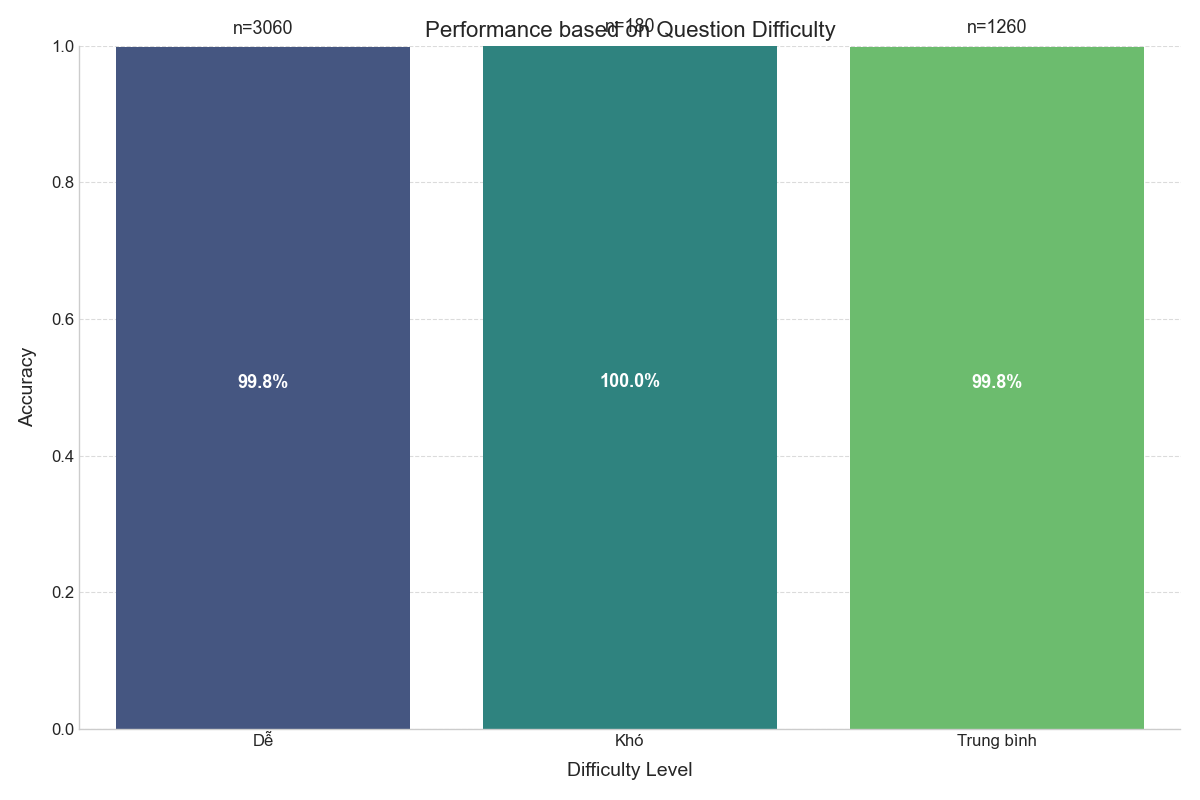 Performance based on Question Difficulty
n=3060
n=180
n=1260
Accuracy
1.0
0.8
0.6
0.4
0.2
0.0
99.8%
100.0%
99.8%
Dễ
Khó
Trung bình
Difficulty Level